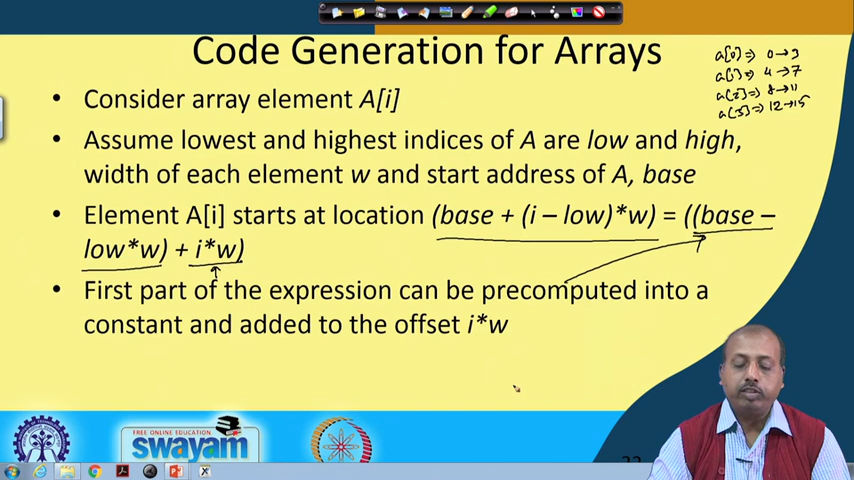 Code Generation for Arrays
a[0] ⇒ 0→3
a[1] ⇒ 4→7
a[2] ⇒ 8→11
a[3] ⇒ 12→15
• Consider array element A[i]
• Assume lowest and highest indices of A are low and high,
width of each element w and start address of A, base
• Element A[i] starts at location (base + (i – low)*w) = ((base –
low*w) + i*w)
• First part of the expression can be precomputed into a
constant and added to the offset i*w
FREE ONLINE EDUCATION
swayam